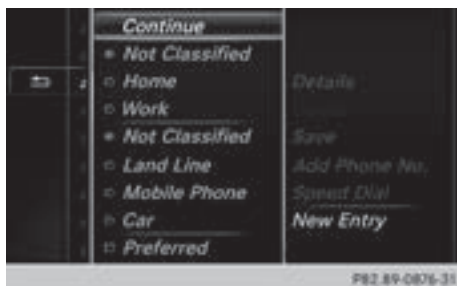 Continue
Not Classified
Home
Work
Not Classified
Land Line
Mobile Phone
Car
Preferred
Details
Save
Add Phone No.
Speed Dial
New Entry
P82.89-0876-31